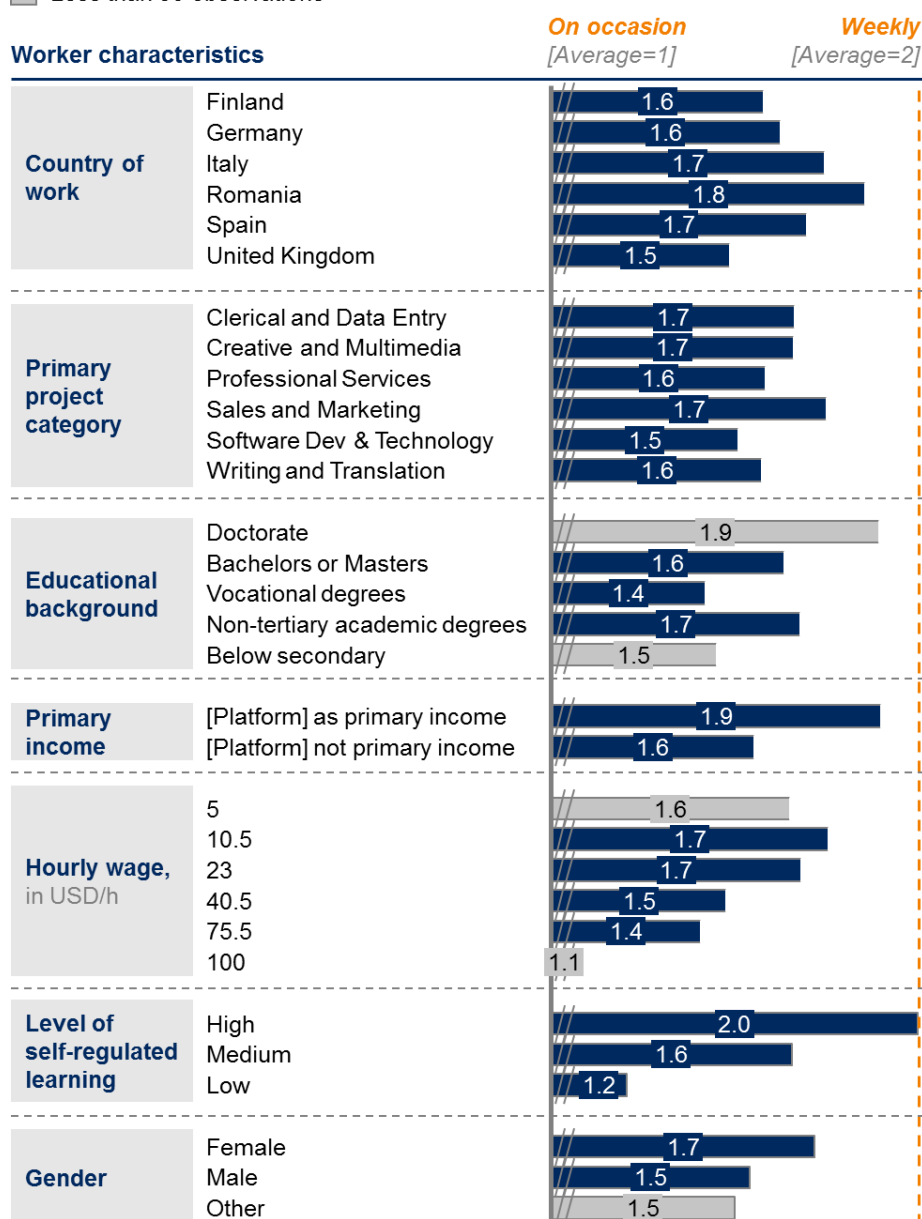 On occasion Weekly
Worker characteristics [Average=1] [Average=2]
Finland 1.6
Germany 1.6
Country of work
Italy 1.7
Romania 1.8
Spain 1.7
United Kingdom 1.5
Clerical and Data Entry 1.7
Creative and Multimedia 1.7
Primary project category
Professional Services 1.6
Sales and Marketing 1.7
Software Dev & Technology 1.5
Writing and Translation 1.6
Doctorate 1.9
Bachelors or Masters 1.6
Educational background
Vocational degrees 1.4
Non-tertiary academic degrees 1.7
Below secondary 1.5
Primary income
[Platform] as primary income 1.9
[Platform] not primary income 1.6
5 1.6
10.5 1.7
Hourly wage, in USD/h
23 1.7
40.5 1.5
75.5 1.4
100 1.1
Level of self-regulated learning
High 2.0
Medium 1.6
Low 1.2
Female 1.7
Gender
Male 1.5
Other 1.5